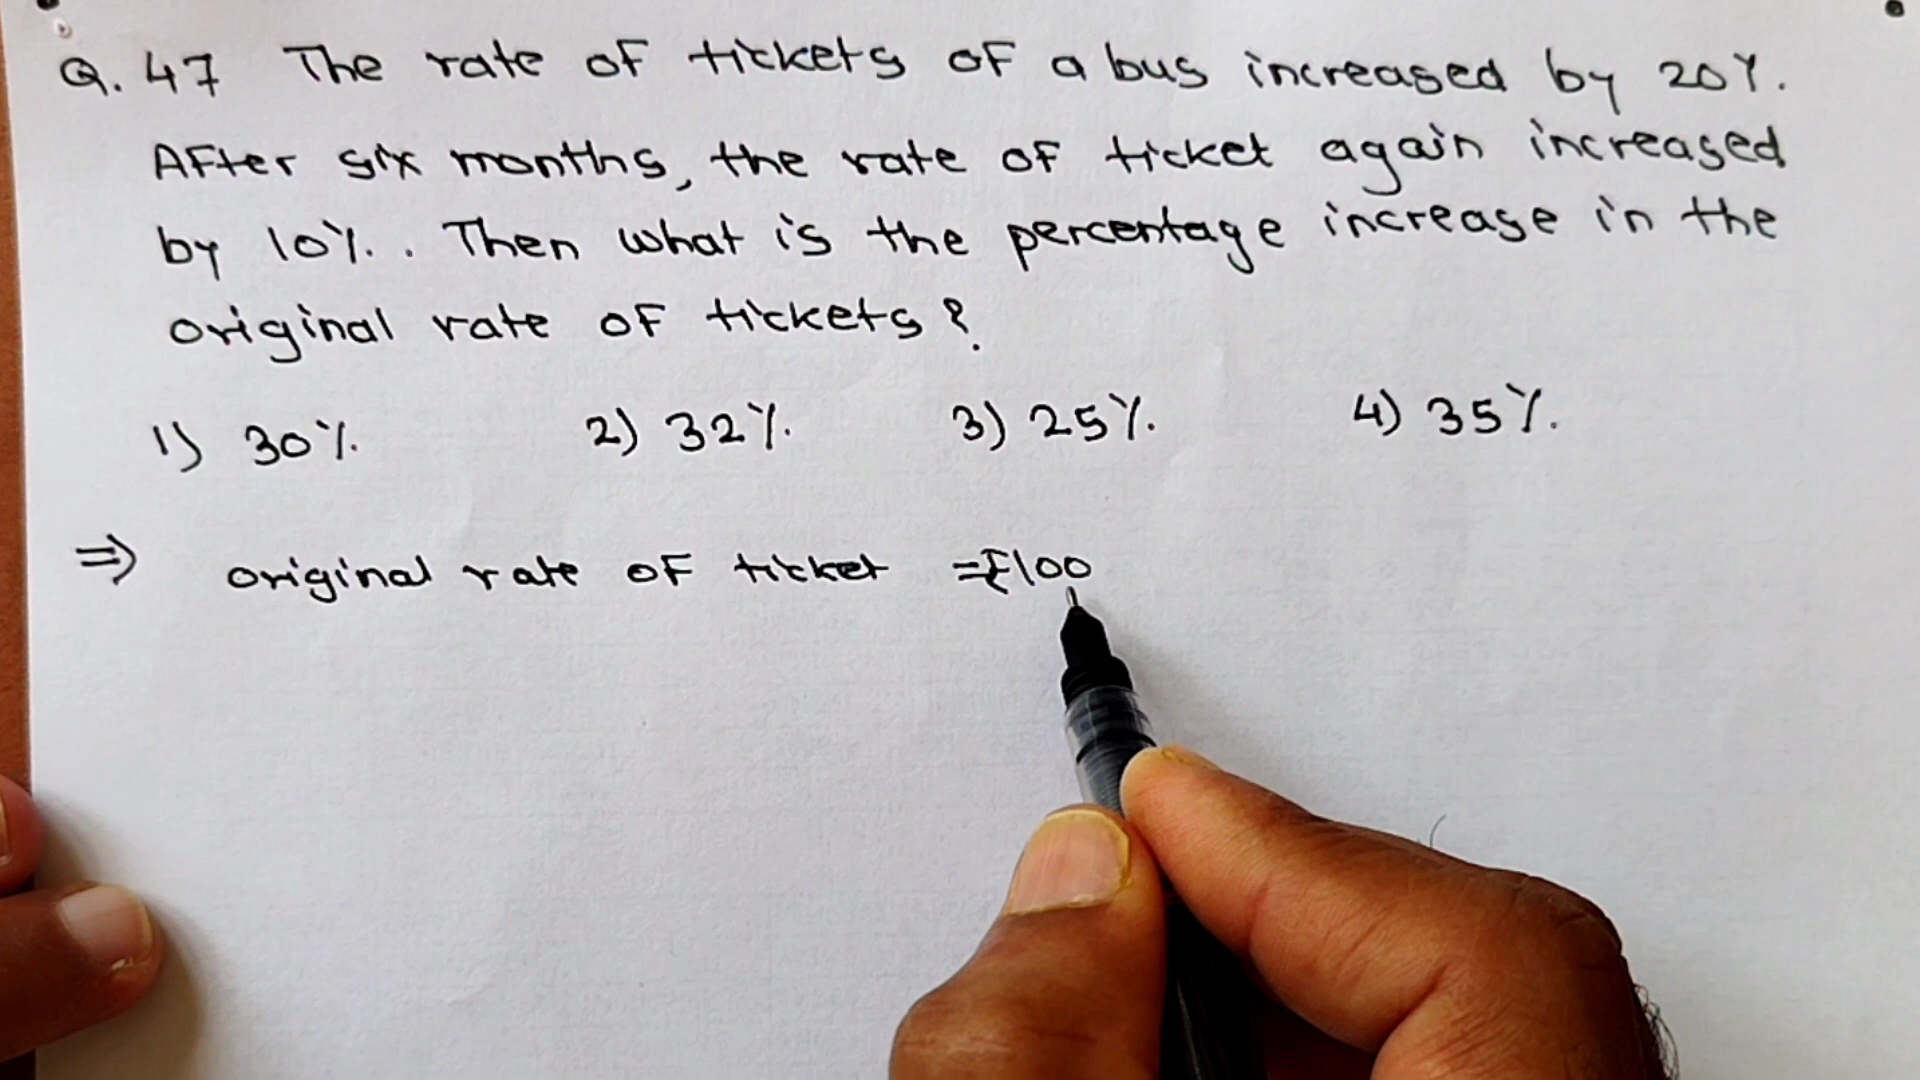 Q. 47 The rate of tickets of a bus increased by 20%.
After six months, the rate of ticket again increased
by 10%. . Then what is the percentage increase in the
original rate of tickets?
1) 30%. 2) 32%. 3) 25%. 4) 35%.
⇒ original rate of ticket = ₹100